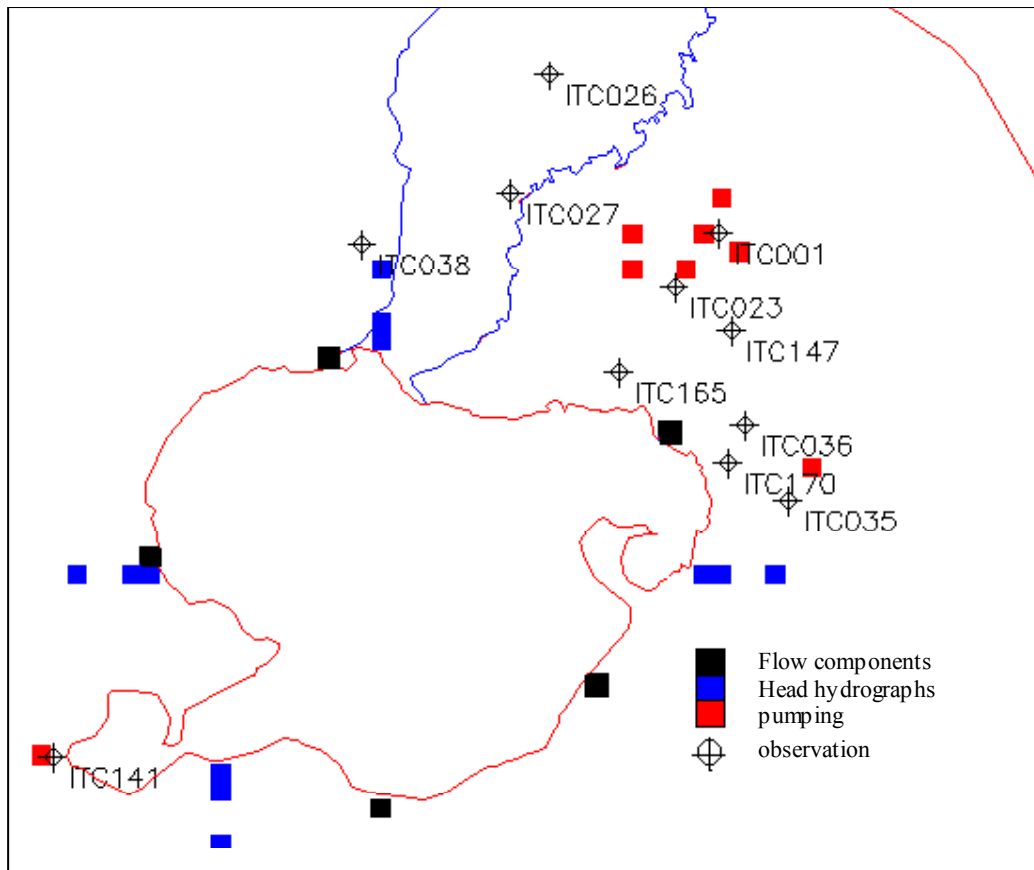 ITC026
ITC027
ITC001
ITC038
ITC023
ITC147
ITC165
ITC036
ITC170
ITC035
Flow components
Head hydrographs
pumping
observation
ITC141